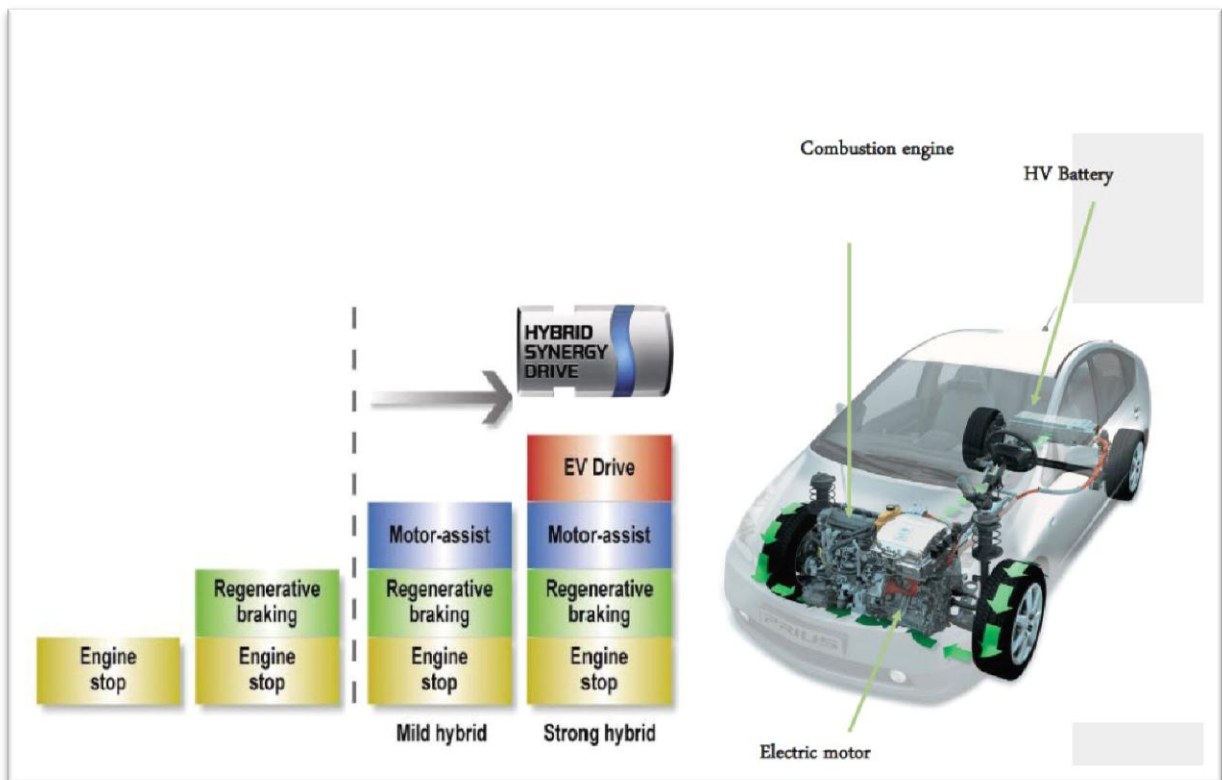 Combustion engine
HV Battery
HYBRID
SYNERGY
DRIVE
EV Drive
Motor-assist
Motor-assist
Regenerative
braking
Regenerative
braking
Regenerative
braking
Engine
stop
Engine
stop
Engine
stop
Engine
stop
Mild hybrid
Strong hybrid
PRIUS
Electric motor